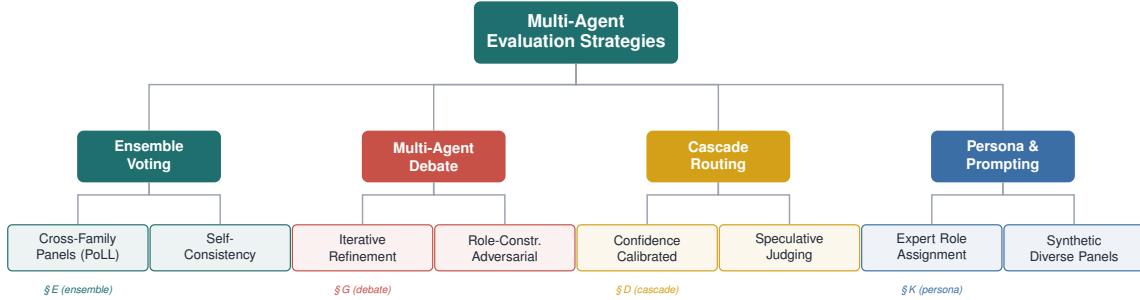 Multi-Agent
Evaluation Strategies
Ensemble
Voting
Multi-Agent
Debate
Cascade
Routing
Persona &
Prompting
Cross-Family
Panels (PoLL)
Self-
Consistency
Iterative
Refinement
Role-Constr.
Adversarial
Confidence
Calibrated
Speculative
Judging
Expert Role
Assignment
Synthetic
Diverse Panels
§E (ensemble)
§G (debate)
§D (cascade)
§K (persona)